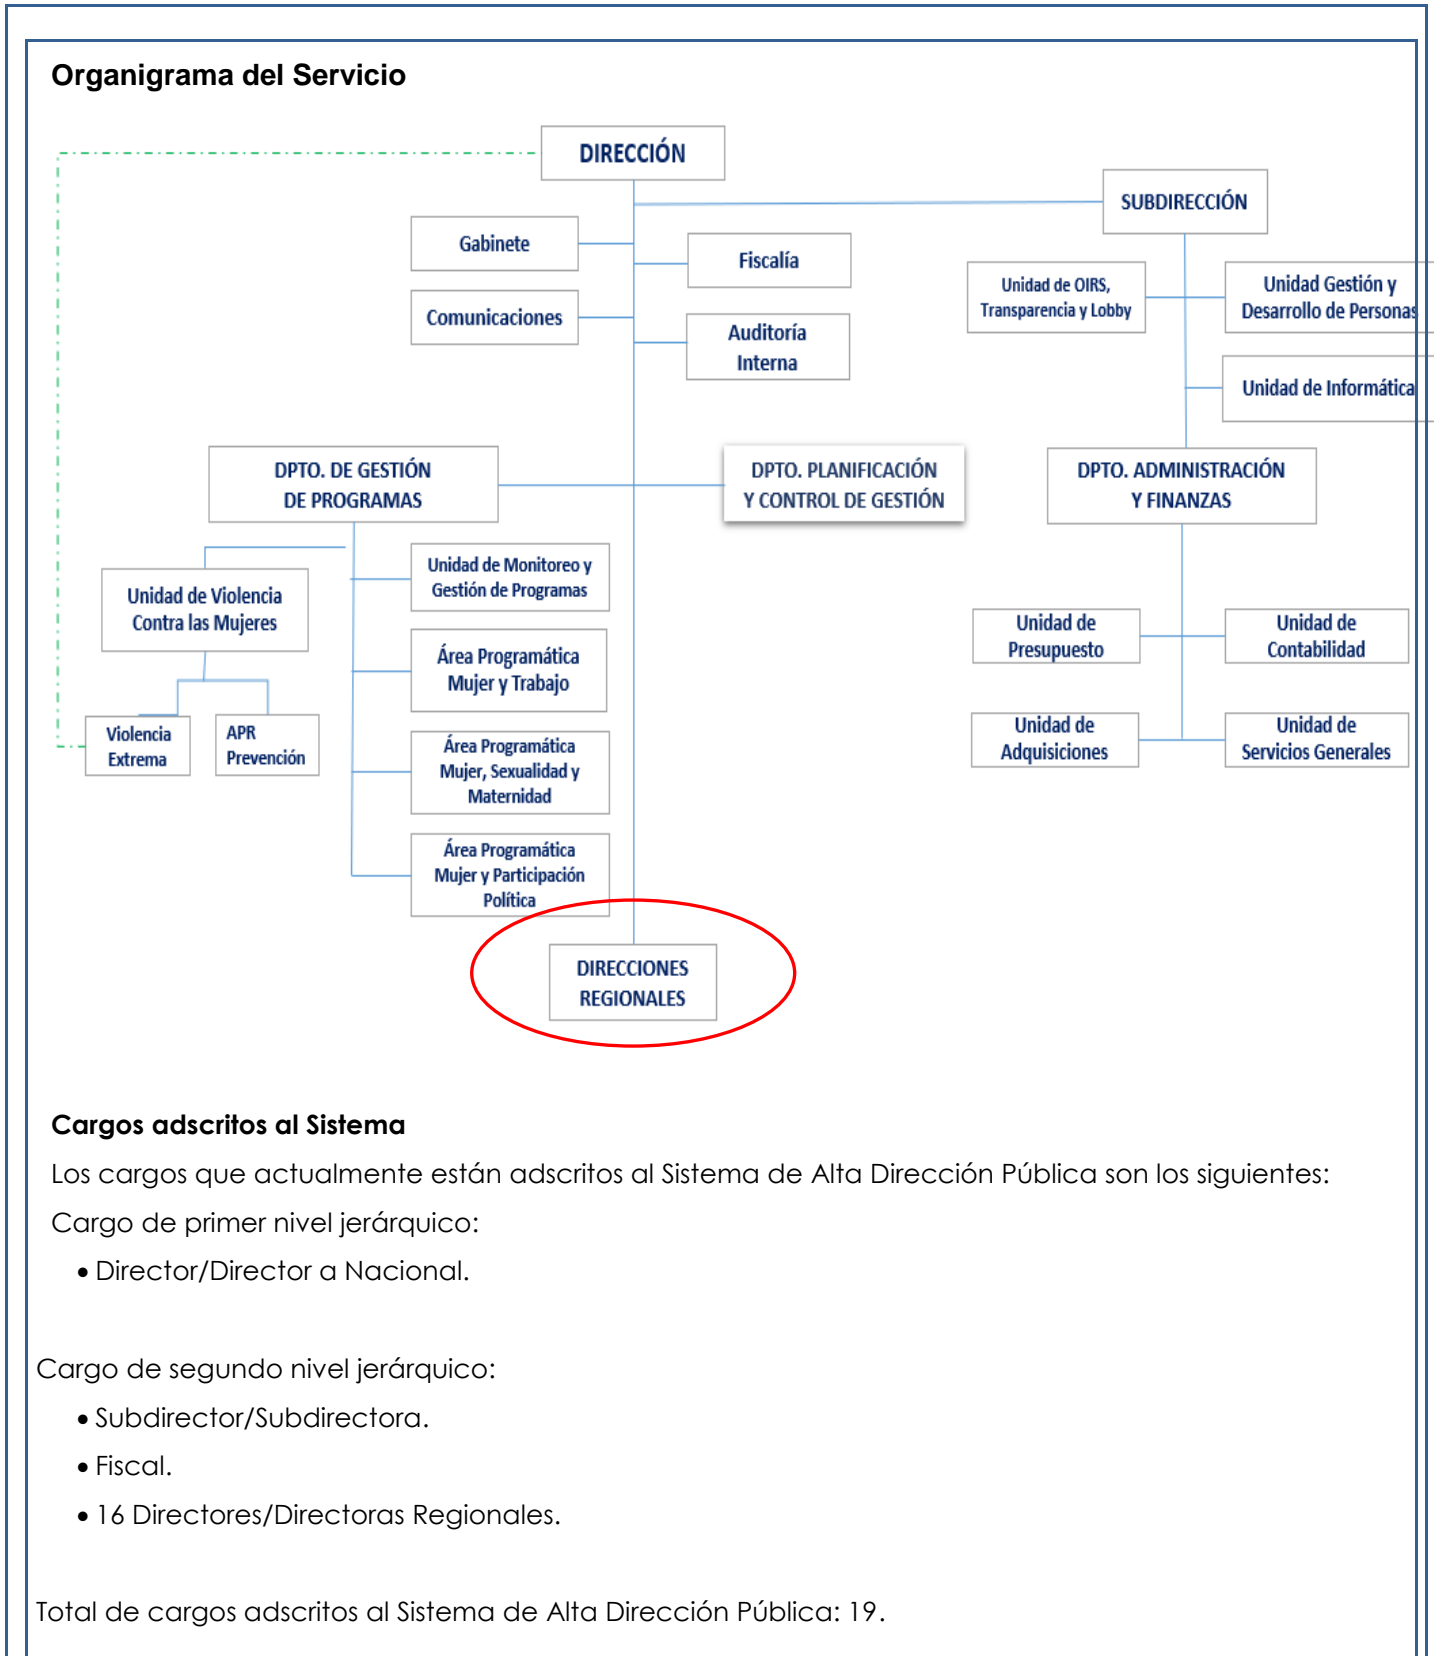 Organigrama del Servicio
DIRECCIÓN
SUBDIRECCIÓN
Gabinete
Fiscalía
Comunicaciones
Auditoría
Interna
Unidad de OIRS,
Transparencia y Lobby
Unidad Gestión y
Desarrollo de Personas
Unidad de Informática
DPTO. DE GESTIÓN
DE PROGRAMAS
DPTO. PLANIFICACIÓN
Y CONTROL DE GESTIÓN
DPTO. ADMINISTRACIÓN
Y FINANZAS
Unidad de Violencia
Contra las Mujeres
Unidad de Monitoreo y
Gestión de Programas
Área Programática
Mujer y Trabajo
Violencia
Extrema
APR
Prevención
Área Programática
Mujer, Sexualidad y
Maternidad
Área Programática
Mujer y Participación
Política
Unidad de
Presupuesto
Unidad de
Contabilidad
Unidad de
Adquisiciones
Unidad de
Servicios Generales
DIRECCIONES
REGIONALES
Cargos adscritos al Sistema
Los cargos que actualmente están adscritos al Sistema de Alta Dirección Pública son los siguientes:
Cargo de primer nivel jerárquico:
• Director/Director a Nacional.
Cargo de segundo nivel jerárquico:
• Subdirector/Subdirectora.
• Fiscal.
• 16 Directores/Directoras Regionales.
Total de cargos adscritos al Sistema de Alta Dirección Pública: 19.